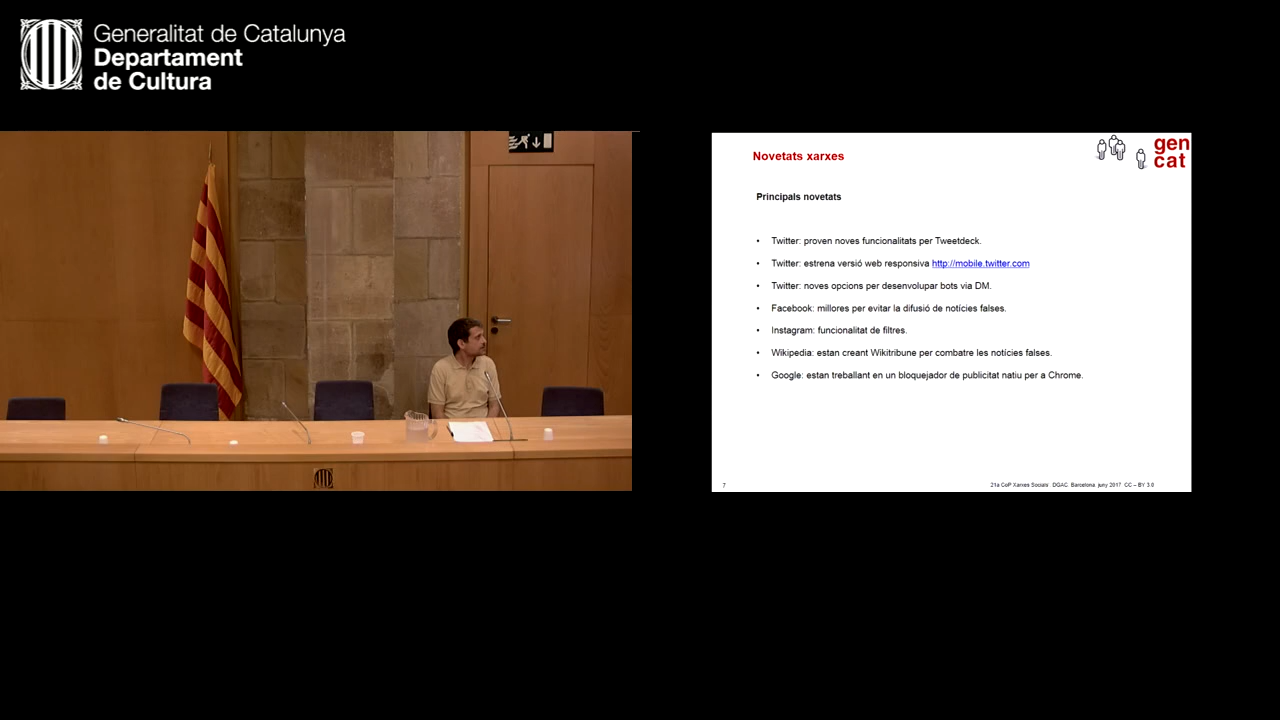 Generalitat de Catalunya
Departament
de Cultura
gen
cat
Novetats xarxes
Principals novetats
• Twitter: proven noves funcionalitats per Tweetdeck.
• Twitter: estrena versió web responsiva http://mobile.twitter.com
• Twitter: noves opcions per desenvolupar bots via DM.
• Facebook: millores per evitar la difusió de notícies falses.
• Instagram: funcionalitat de filtres.
• Wikipedia: estan creant Wikitribune per combatre les notícies falses.
• Google: estan treballant en un bloquejador de publicitat natiu per a Chrome.
7
21a CoP Xarxes Socials. DGAC. Barcelona juny 2017 CC – BY 3.0